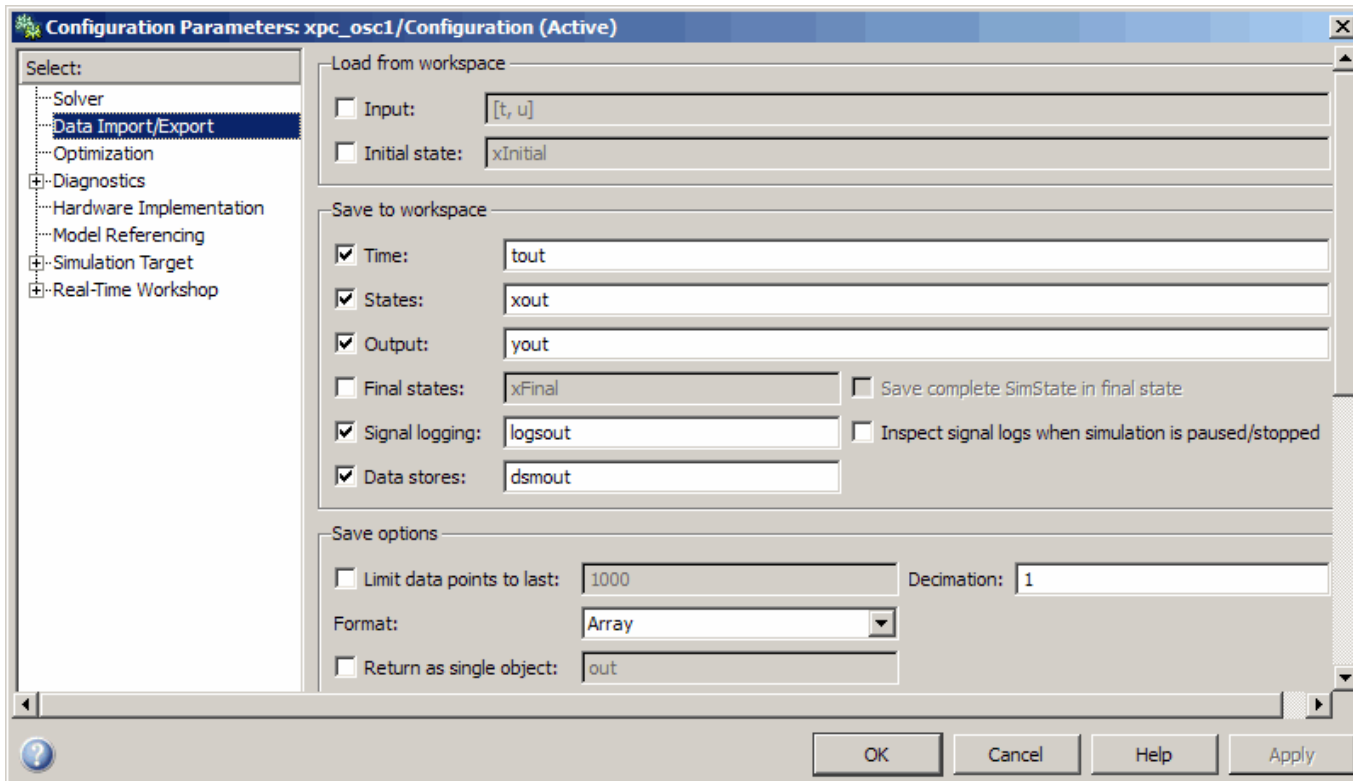 Configuration Parameters: xpc_osc1/Configuration (Active)
Select:
Solver
Data Import/Export
Optimization
Diagnostics
Hardware Implementation
Model Referencing
Simulation Target
Real-Time Workshop
Load from workspace
Input: [t, u]
Initial state: xInitial
Save to workspace
Time: tout
States: xout
Output: yout
Final states: xFinal Save complete SimState in final state
Signal logging: logsout Inspect signal logs when simulation is paused/stopped
Data stores: dsmout
Save options
Limit data points to last: 1000 Decimation: 1
Format: Array
Return as single object: out
OK Cancel Help Apply